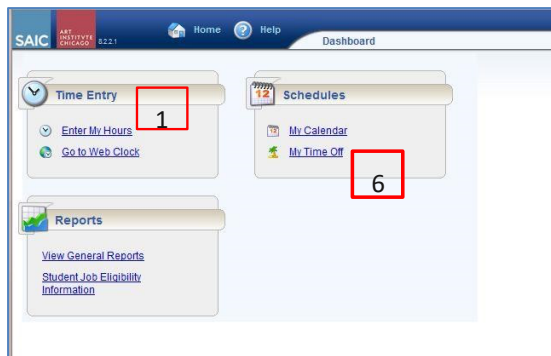 SAIC ART INSTITVTE CHICAGO 8.2.2.1 Home Help Dashboard
Time Entry
1
Enter My Hours
Go to Web Clock
12 Schedules
My Calendar
My Time Off
6
Reports
View General Reports
Student Job Eligibility
Information